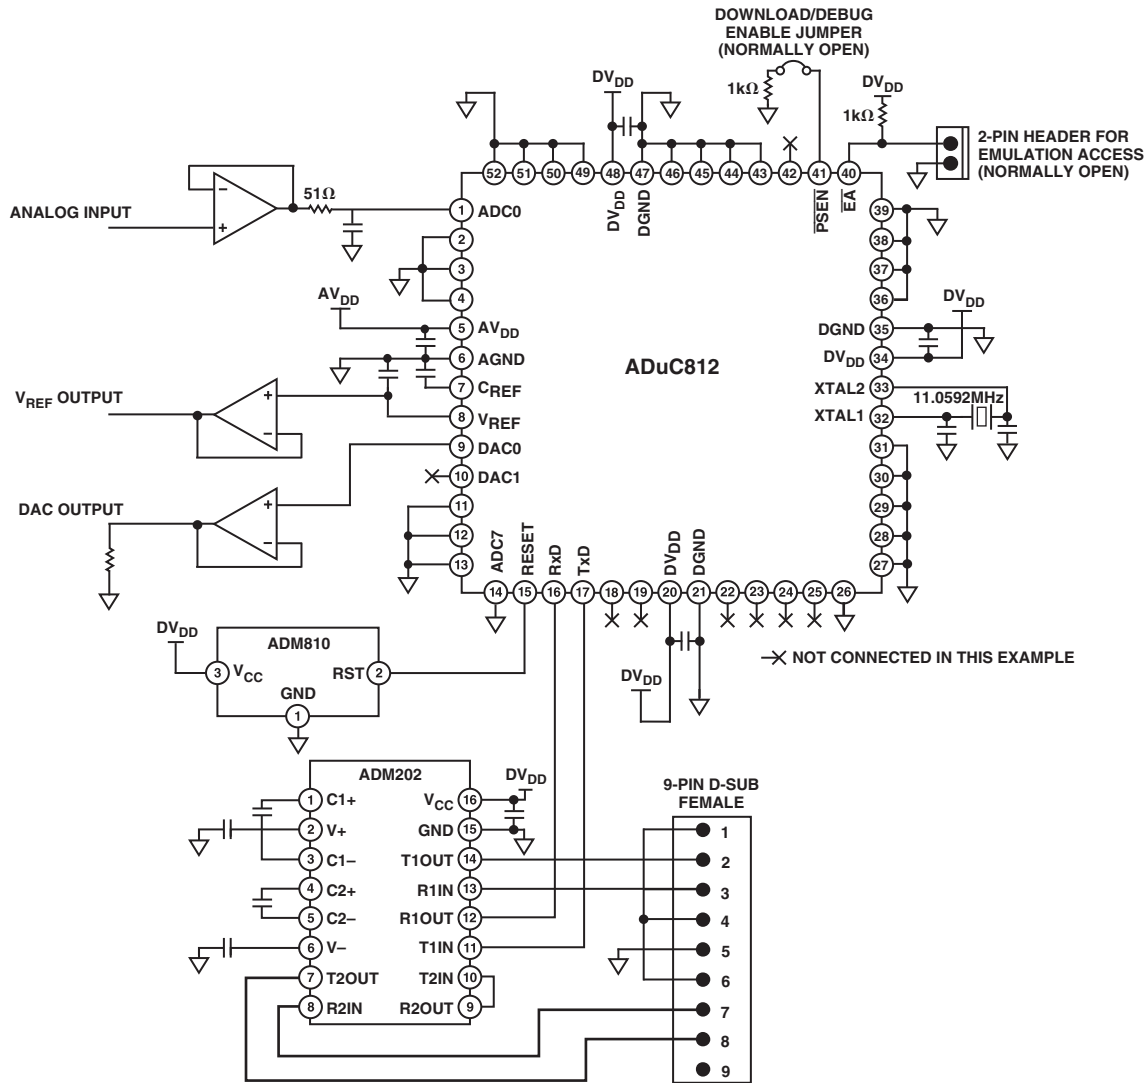 DOWNLOAD/DEBUG
ENABLE JUMPER
(NORMALLY OPEN)
1kΩ
DVDD
1kΩ
DVDD
2-PIN HEADER FOR
EMULATION ACCESS
(NORMALLY OPEN)
52 51 50 49 48 47 46 45 44 43 42 41 40
DVDD
DGND
PSEN
EA
ANALOG INPUT
51Ω
1 ADC0
2
3
4
AVDD
5 AVDD
6 AGND
7 CREF
VREF OUTPUT
8 VREF
9 DAC0
10 DAC1
DAC OUTPUT
11
12
13
ADuC812
39
38
37
36
DVDD
DGND 35
DVDD 34
XTAL2 33
11.0592MHz
XTAL1 32
31
30
29
28
27
ADC7
RESET
RxD
TxD
DVDD
DGND
14 15 16 17 18 19 20 21 22 23 24 25 26
NOT CONNECTED IN THIS EXAMPLE
DVDD
DVDD
ADM810
3 VCC
RST 2
GND
1
ADM202
1 C1+
2 V+
3 C1–
4 C2+
5 C2–
6 V–
7 T2OUT
8 R2IN
DVDD
VCC 16
GND 15
T1OUT 14
R1IN 13
R1OUT 12
T1IN 11
T2IN 10
R2OUT 9
9-PIN D-SUB
FEMALE
1
2
3
4
5
6
7
8
9